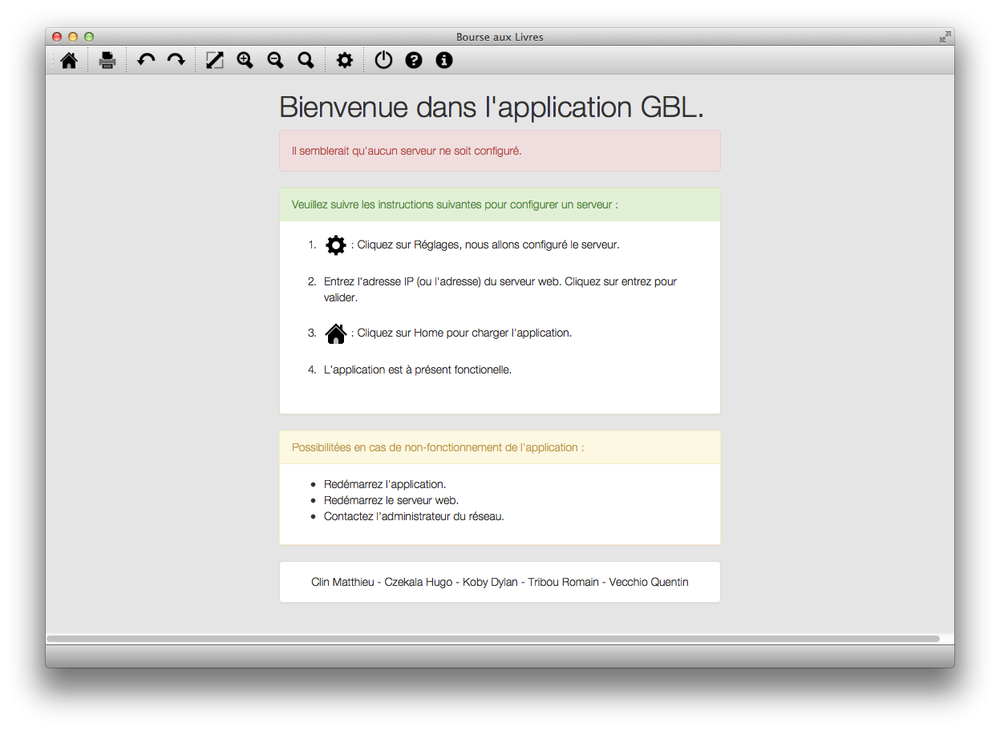 Bourse aux Livres
Bienvenue dans l'application GBL.
Il semblerait qu'aucun serveur ne soit configuré.
Veuillez suivre les instructions suivantes pour configurer un serveur :
1. : Cliquez sur Réglages, nous allons configuré le serveur.
2. Entrez l'adresse IP (ou l'adresse) du serveur web. Cliquez sur entrez pour
valider.
3. : Cliquez sur Home pour charger l'application.
4. L'application est à présent fonctionelle.
Possibilitées en cas de non-fonctionnement de l'application :
• Redémarrez l'application.
• Redémarrez le serveur web.
• Contactez l'administrateur du réseau.
Clin Matthieu - Czekala Hugo - Koby Dylan - Tribou Romain - Vecchio Quentin